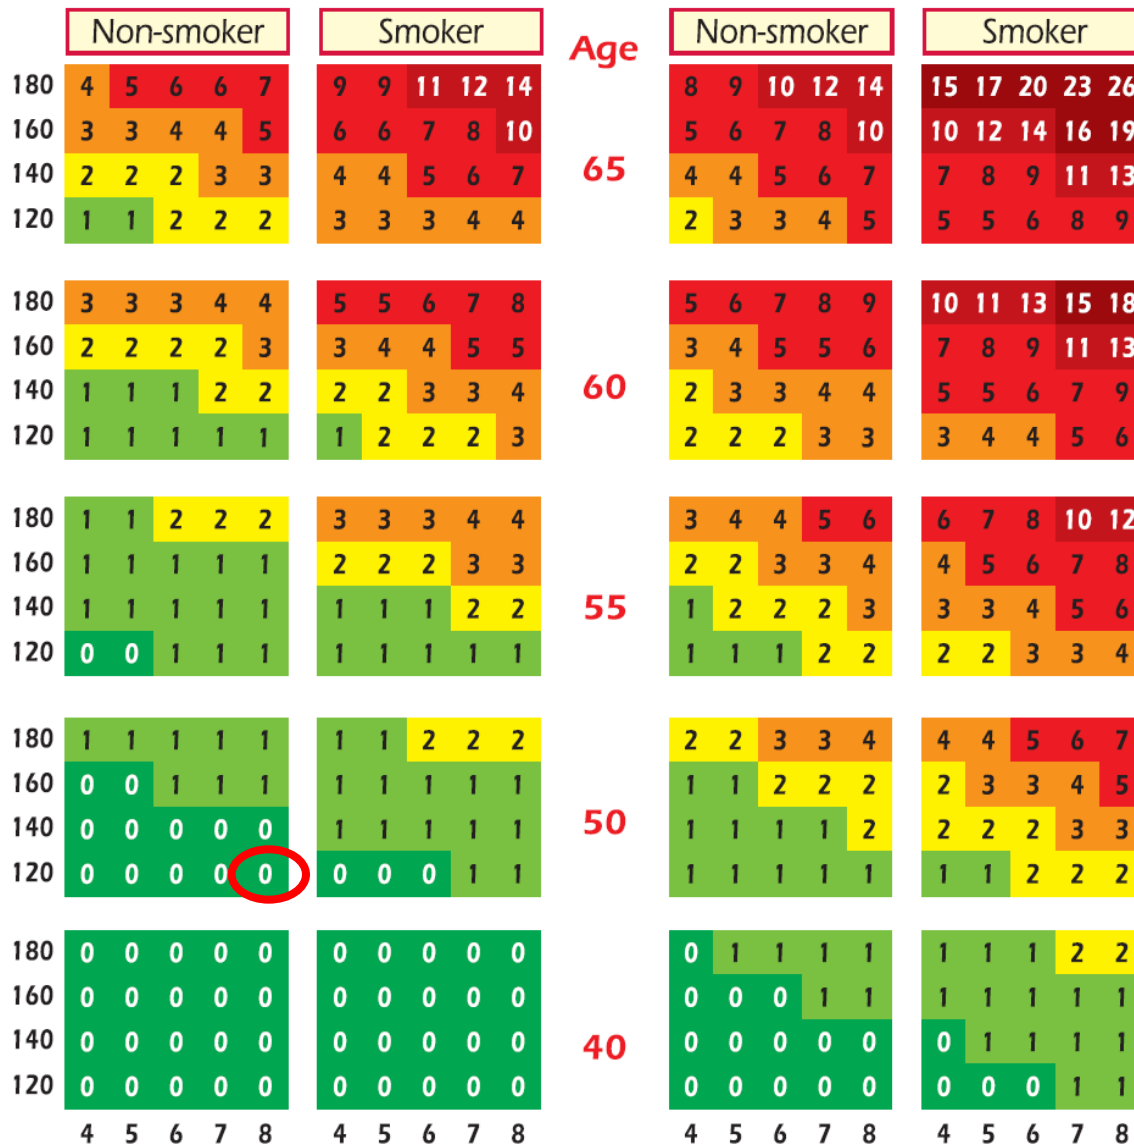 Non-smoker Smoker Age Non-smoker Smoker
180 4 5 6 6 7 9 9 11 12 14 8 9 10 12 14 15 17 20 23 26
160 3 3 4 4 5 6 6 7 8 10 5 6 7 8 10 10 12 14 16 19
65
140 2 2 2 3 3 4 4 5 6 7 4 4 5 6 7 7 8 9 11 13
120 1 1 2 2 2 3 3 3 4 4 2 3 3 4 5 5 5 6 8 9
180 3 3 3 4 4 5 5 6 7 8 5 6 7 8 9 10 11 13 15 18
160 2 2 2 2 3 3 4 4 5 5 3 4 5 5 6 7 8 9 11 13
140 1 1 1 2 2 2 2 3 3 4 60 2 3 3 4 4 5 5 6 7 9
120 1 1 1 1 1 1 2 2 2 3 2 2 2 3 3 3 4 4 5 6
180 1 1 2 2 2 3 3 3 4 4 3 4 4 5 6 6 7 8 10 12
160 1 1 1 1 1 2 2 2 3 3 2 2 3 3 4 4 5 6 7 8
140 1 1 1 1 1 1 1 1 2 2 55 1 2 2 2 3 3 3 4 5 6
120 0 0 1 1 1 1 1 1 1 1 1 1 1 2 2 2 2 3 3 4
180 1 1 1 1 1 1 1 2 2 2 2 2 3 3 4 4 4 5 6 7
160 0 0 1 1 1 1 1 1 1 1 1 1 2 2 2 2 3 3 4 5
140 0 0 0 0 0 1 1 1 1 1 50 1 1 1 1 2 2 2 2 3 3
120 0 0 0 0 0 0 0 0 1 1 1 1 1 1 1 1 1 2 2 2
180 0 0 0 0 0 0 0 0 0 0 0 1 1 1 1 1 1 1 2 2
160 0 0 0 0 0 0 0 0 0 0 0 0 0 1 1 1 1 1 1 1
140 0 0 0 0 0 0 0 0 0 0 40 0 0 0 0 0 0 1 1 1 1
120 0 0 0 0 0 0 0 0 0 0 0 0 0 0 0 0 0 0 1 1
4 5 6 7 8 4 5 6 7 8 4 5 6 7 8 4 5 6 7 8